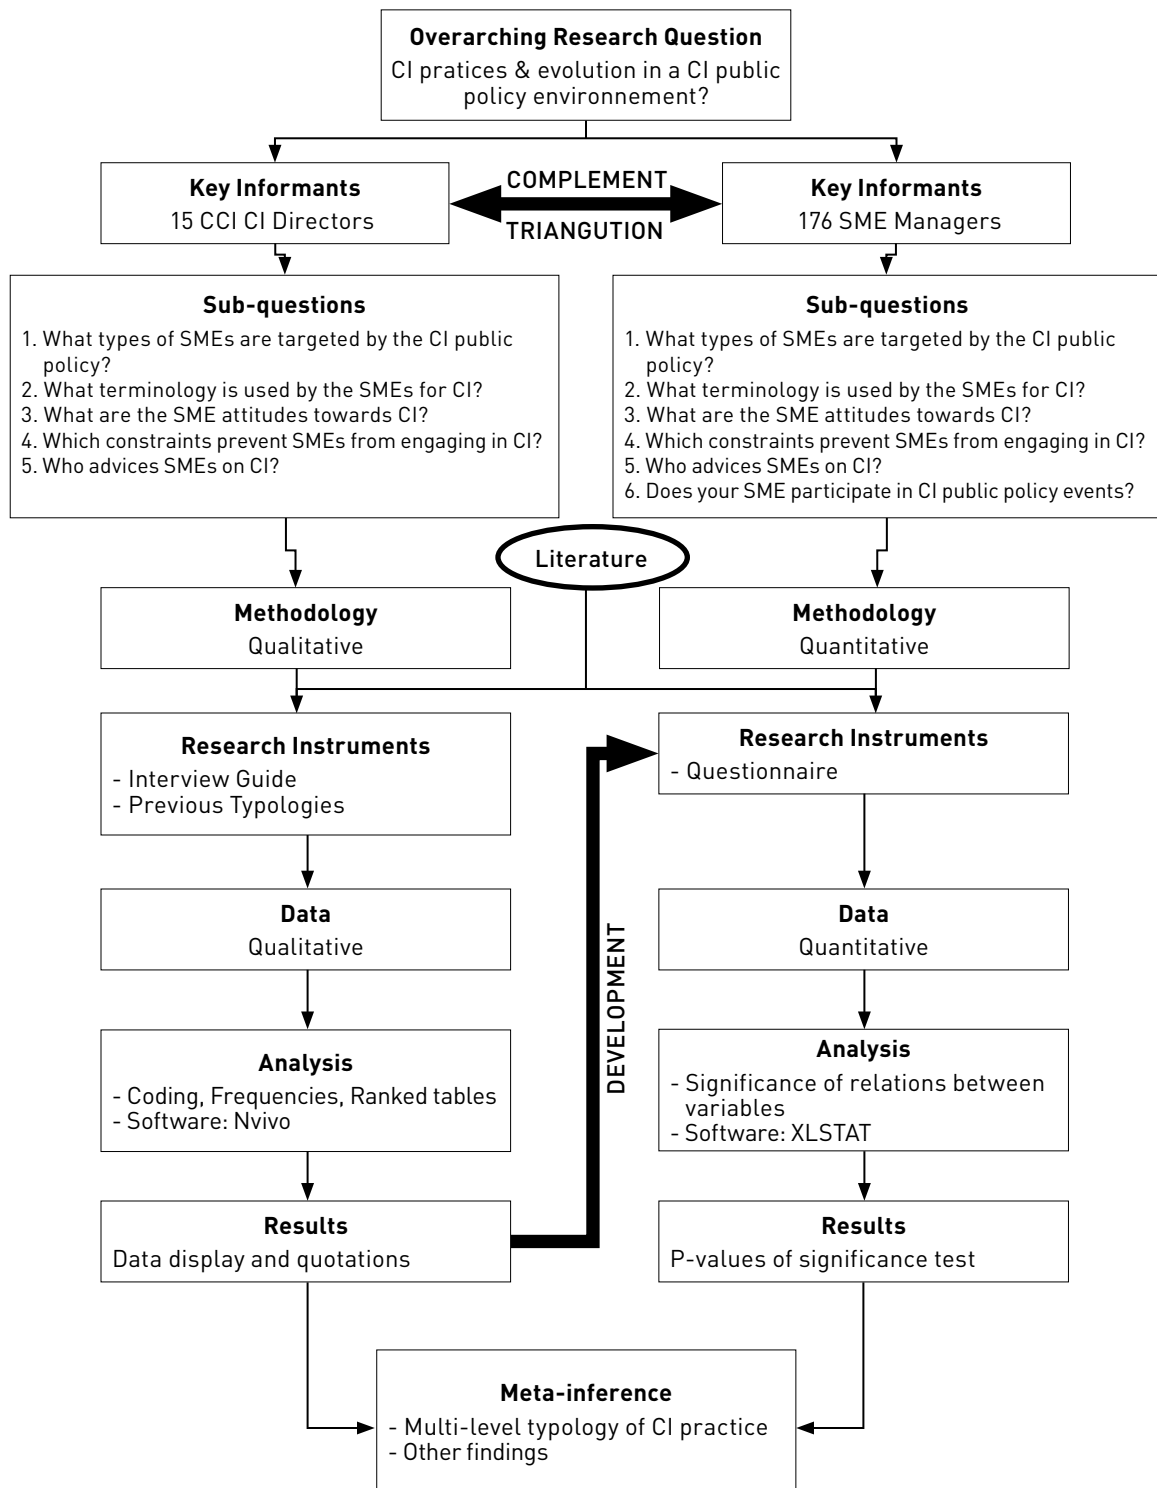 Overarching Research Question
CI pratices & evolution in a CI public
policy environnement?
Key Informants
15 CCI CI Directors
COMPLEMENT
TRIANGUTION
Key Informants
176 SME Managers
Sub-questions
1. What types of SMEs are targeted by the CI public
policy?
2. What terminology is used by the SMEs for CI?
3. What are the SME attitudes towards CI?
4. Which constraints prevent SMEs from engaging in CI?
5. Who advices SMEs on CI?
Sub-questions
1. What types of SMEs are targeted by the CI public
policy?
2. What terminology is used by the SMEs for CI?
3. What are the SME attitudes towards CI?
4. Which constraints prevent SMEs from engaging in CI?
5. Who advices SMEs on CI?
6. Does your SME participate in CI public policy events?
Literature
Methodology
Qualitative
Methodology
Quantitative
Research Instruments
- Interview Guide
- Previous Typologies
Research Instruments
- Questionnaire
DEVELOPMENT
Data
Qualitative
Data
Quantitative
Analysis
- Coding, Frequencies, Ranked tables
- Software: Nvivo
Analysis
- Significance of relations between
variables
- Software: XLSTAT
Results
Data display and quotations
Results
P-values of significance test
Meta-inference
- Multi-level typology of CI practice
- Other findings